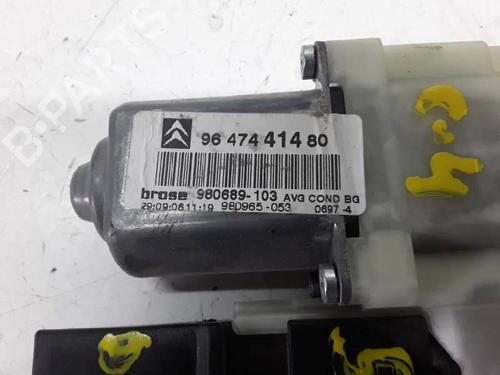 B-PARTS
96 474 414 80
brose 980689-103 AVG COND BG
29:09:06 11:19 980965-053 0697-4
C-4